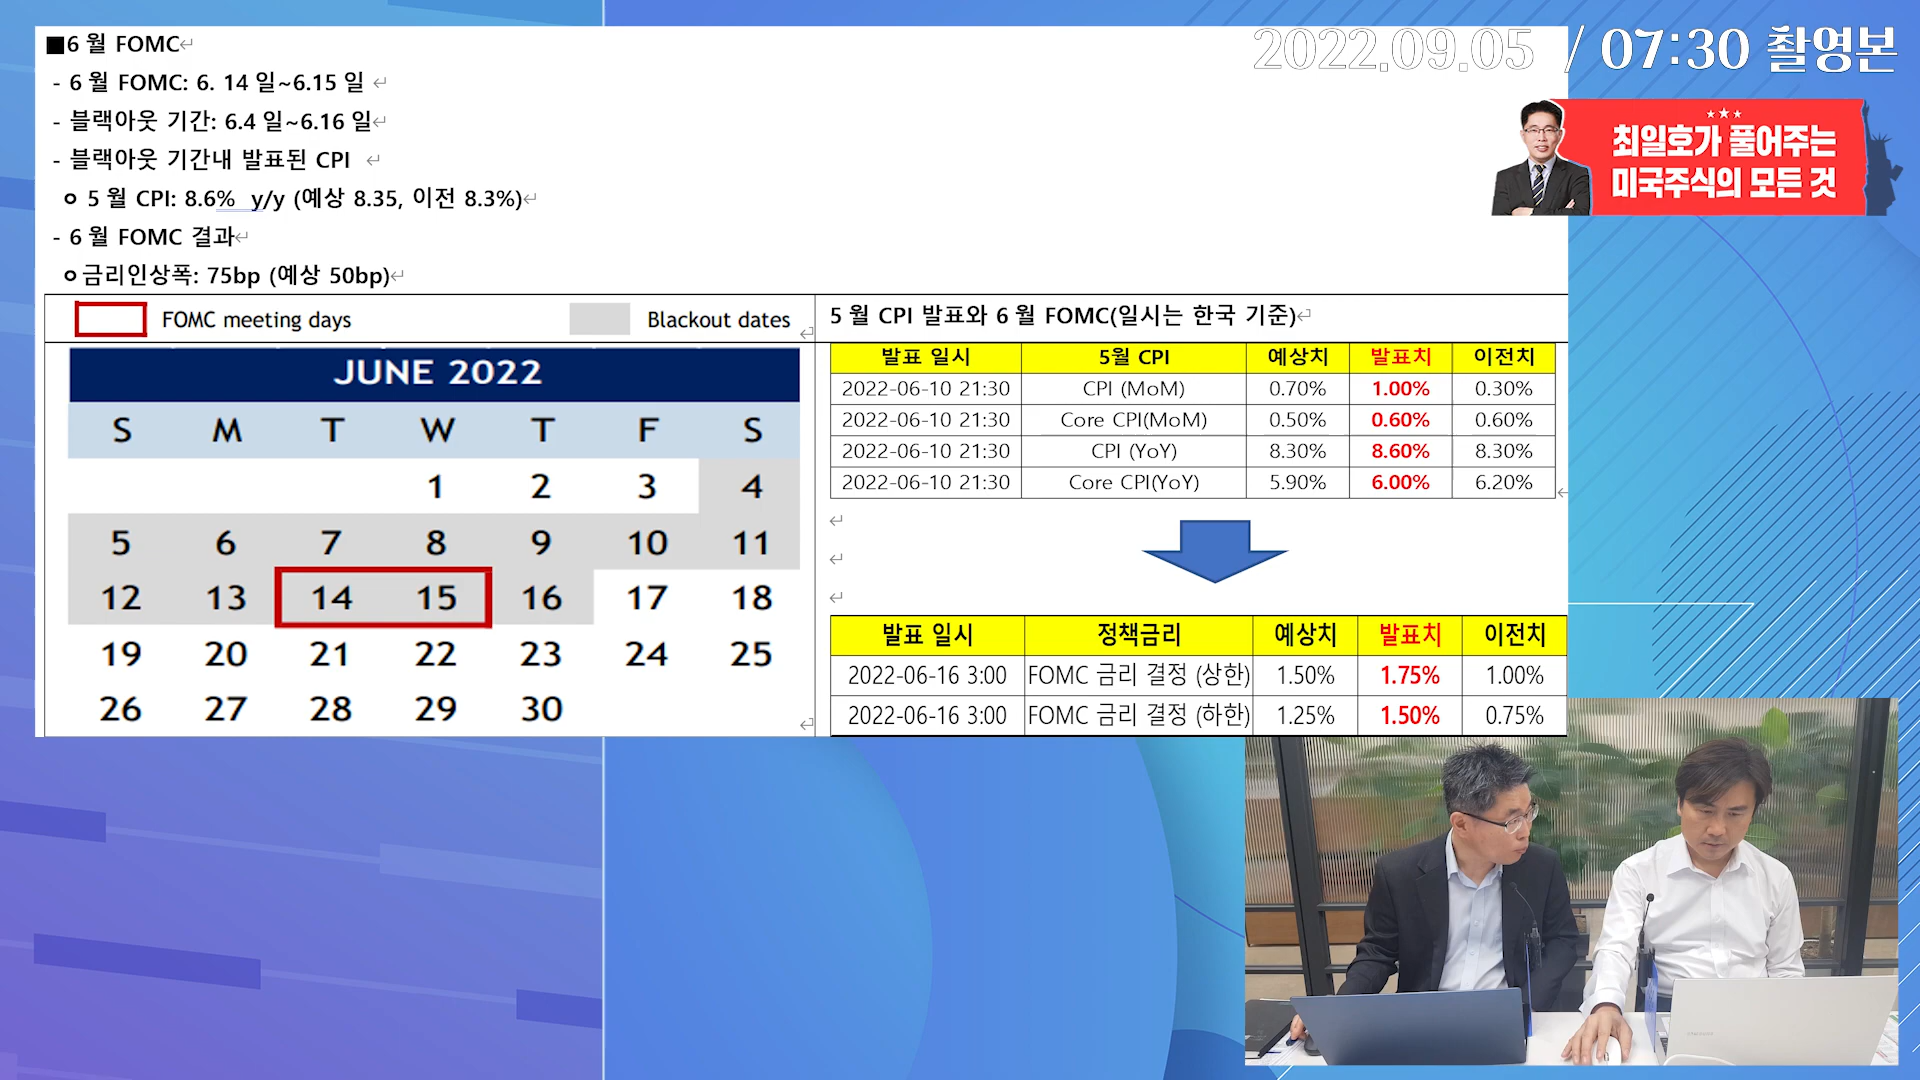 2022.09.05 / 07:30 촬영본
최일호가 풀어주는
미국주식의 모든 것
■6 월 FOMC
- 6 월 FOMC: 6. 14 일~6.15 일
- 블랙아웃 기간: 6.4 일~6.16 일
- 블랙아웃 기간내 발표된 CPI
ㅇ 5 월 CPI: 8.6% y/y (예상 8.35, 이전 8.3%)
- 6 월 FOMC 결과
ㅇ금리인상폭: 75bp (예상 50bp)
FOMC meeting days Blackout dates
JUNE 2022
S M T W T F S
1 2 3 4
5 6 7 8 9 10 11
12 13 14 15 16 17 18
19 20 21 22 23 24 25
26 27 28 29 30
5 월 CPI 발표와 6 월 FOMC(일시는 한국 기준)
발표 일시 5월 CPI 예상치 발표치 이전치
2022-06-10 21:30 CPI (MoM) 0.70% 1.00% 0.30%
2022-06-10 21:30 Core CPI(MoM) 0.50% 0.60% 0.60%
2022-06-10 21:30 CPI (YoY) 8.30% 8.60% 8.30%
2022-06-10 21:30 Core CPI(YoY) 5.90% 6.00% 6.20%
발표 일시 정책금리 예상치 발표치 이전치
2022-06-16 3:00 FOMC 금리 결정 (상한) 1.50% 1.75% 1.00%
2022-06-16 3:00 FOMC 금리 결정 (하한) 1.25% 1.50% 0.75%